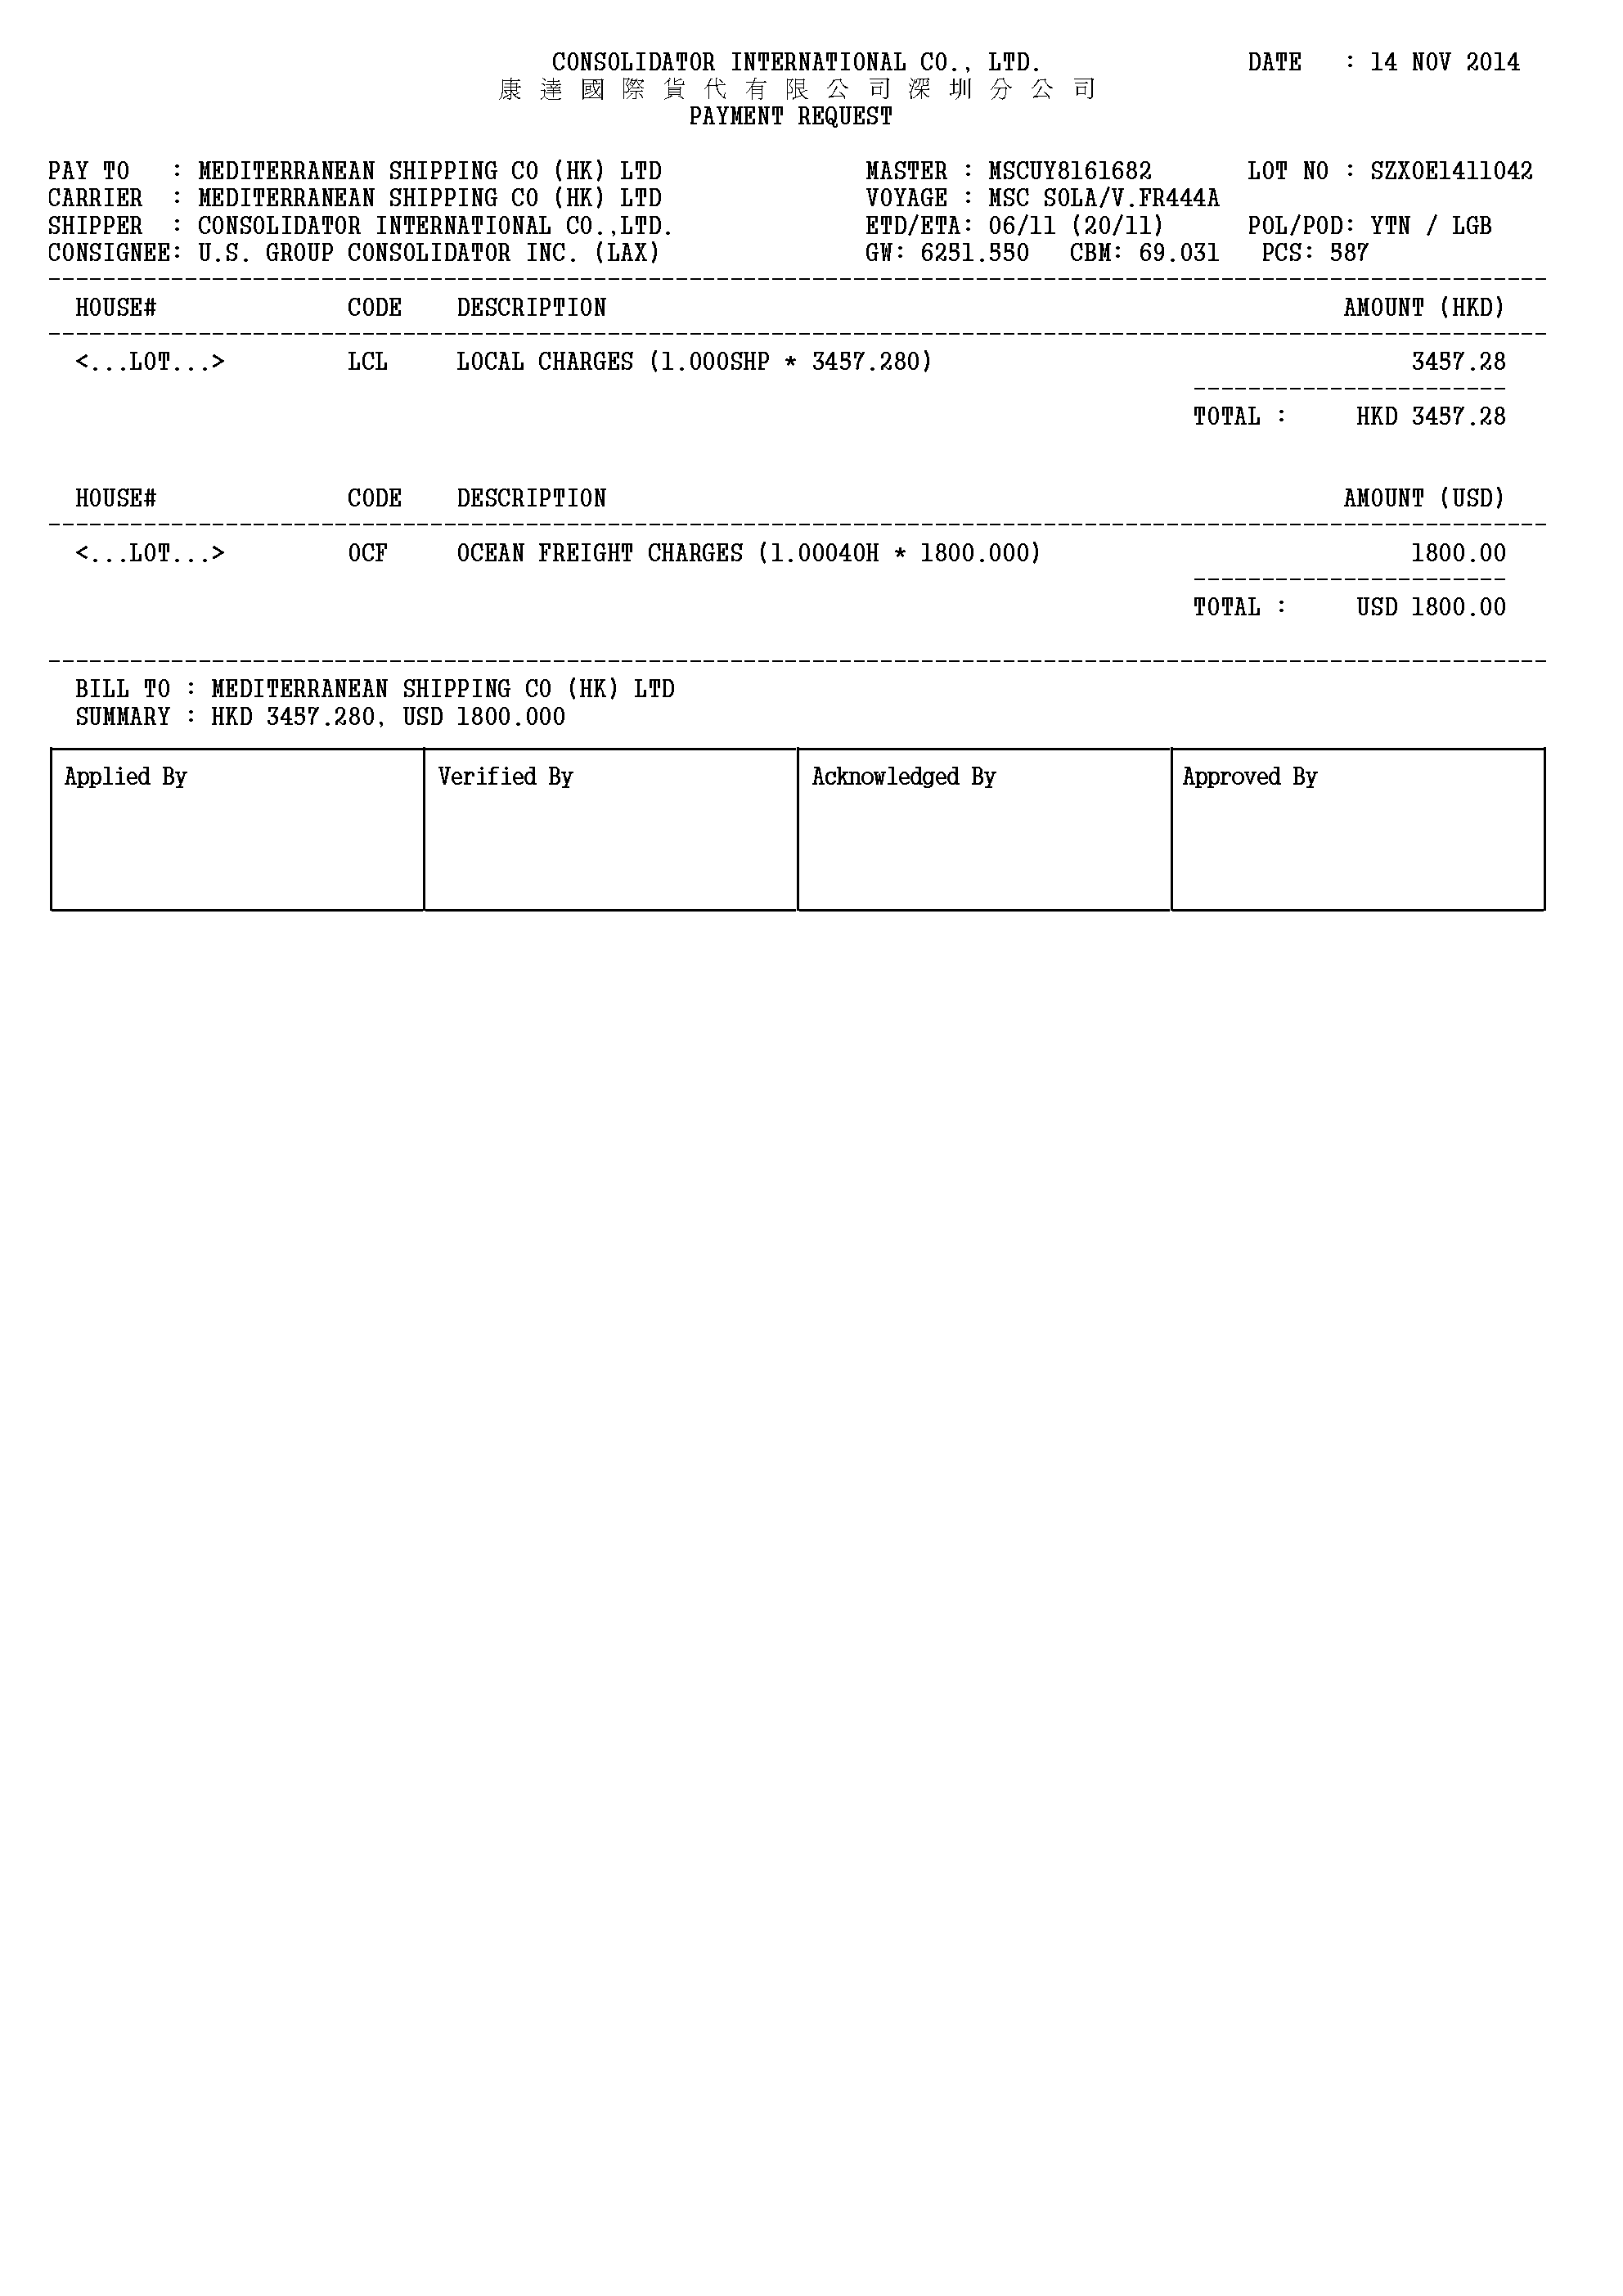 CONSOLIDATOR INTERNATIONAL CO., LTD. DATE : 14 NOV 2014
康達國際貨代有限公司深圳分公司
PAYMENT REQUEST
PAY TO : MEDITERRANEAN SHIPPING CO (HK) LTD MASTER : MSCUY8161682 LOT NO : SZXOE1411042
CARRIER : MEDITERRANEAN SHIPPING CO (HK) LTD VOYAGE : MSC SOLA/V.FR444A
SHIPPER : CONSOLIDATOR INTERNATIONAL CO.,LTD. ETD/ETA: 06/11 (20/11) POL/POD: YTN / LGB
CONSIGNEE: U.S. GROUP CONSOLIDATOR INC. (LAX) GW: 6251.550 CBM: 69.031 PCS: 587
HOUSE# CODE DESCRIPTION AMOUNT (HKD)
<...LOT...> LCL LOCAL CHARGES (1.000SHP * 3457.280) 3457.28
TOTAL : HKD 3457.28
HOUSE# CODE DESCRIPTION AMOUNT (USD)
<...LOT...> OCF OCEAN FREIGHT CHARGES (1.00040H * 1800.000) 1800.00
TOTAL : USD 1800.00
BILL TO : MEDITERRANEAN SHIPPING CO (HK) LTD
SUMMARY : HKD 3457.280, USD 1800.000
Applied By Verified By Acknowledged By Approved By